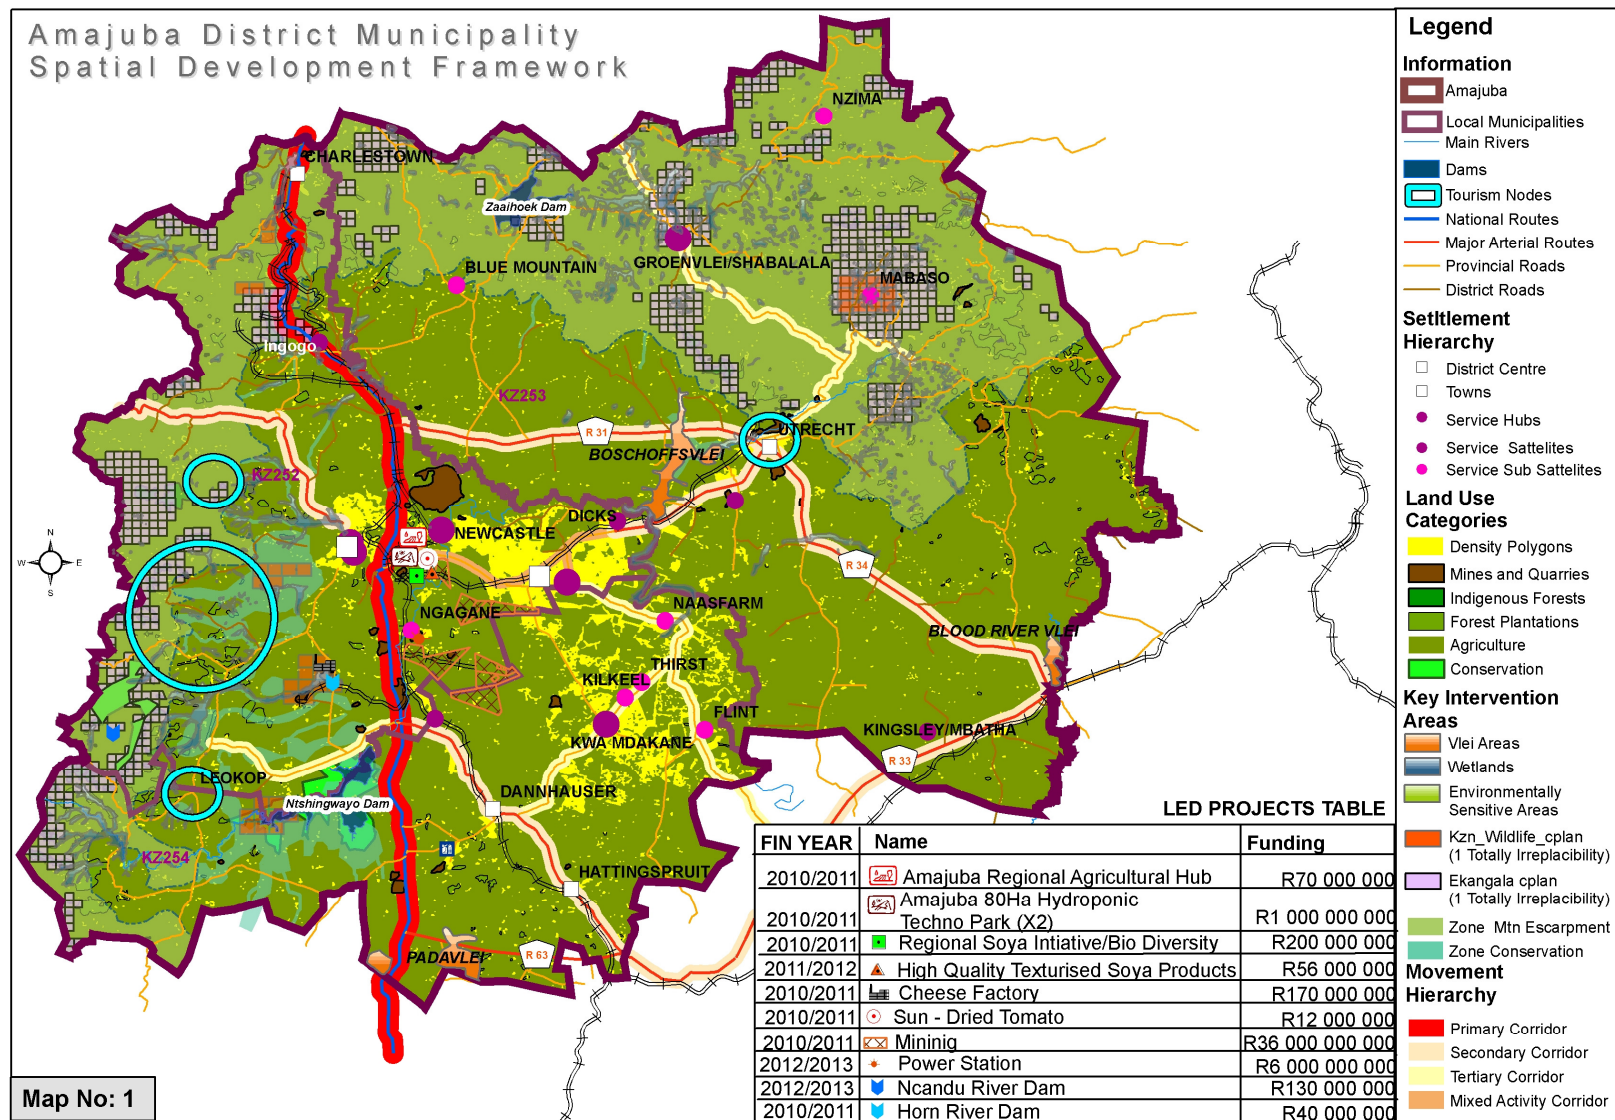 Amajuba District Municipality
Spatial Development Framework
NZIMA
CHARLESTOWN
Zaaihoek Dam
BLUE MOUNTAIN
GROENVLEI/SHABALALA
MABASO
Ingogo
KZ253
R 31
UTRECHT
BOSCHOFFSVLEI
KZ252
DICKS
NEWCASTLE
R 34
NGAGANE
NAASFARM
BLOOD RIVER VLEI
THIRST
KILKEEL
FLINT
KWA MDAKANE
KINGSLEY/MBATHA
R 33
LEOKOP
DANNHAUSER
Ntshingwayo Dam
KZ254
HATTINGSPRUIT
PADAVLEI
R 63
N
W E
S
Map No: 1
LED PROJECTS TABLE
FIN YEAR Name Funding
2010/2011 Amajuba Regional Agricultural Hub R70 000 000
2010/2011 Amajuba 80Ha Hydroponic
Techno Park (X2) R1 000 000 000
2010/2011 Regional Soya Intiative/Bio Diversity R200 000 000
2011/2012 High Quality Texturised Soya Products R56 000 000
2010/2011 Cheese Factory R170 000 000
2010/2011 Sun - Dried Tomato R12 000 000
2010/2011 Mininig R36 000 000 000
2012/2013 Power Station R6 000 000 000
2012/2013 Ncandu River Dam R130 000 000
2010/2011 Horn River Dam R40 000 000
Legend
Information
Amajuba
Local Municipalities
Main Rivers
Dams
Tourism Nodes
National Routes
Major Arterial Routes
Provincial Roads
District Roads
Setltlement
Hierarchy
District Centre
Towns
Service Hubs
Service Sattelites
Service Sub Sattelites
Land Use
Categories
Density Polygons
Mines and Quarries
Indigenous Forests
Forest Plantations
Agriculture
Conservation
Key Intervention
Areas
Vlei Areas
Wetlands
Environmentally
Sensitive Areas
Kzn_Wildlife_cplan
(1 Totally Irreplacibility)
Ekangala cplan
(1 Totally Irreplacibility)
Zone Mtn Escarpment
Zone Conservation
Movement
Hierarchy
Primary Corridor
Secondary Corridor
Tertiary Corridor
Mixed Activity Corridor